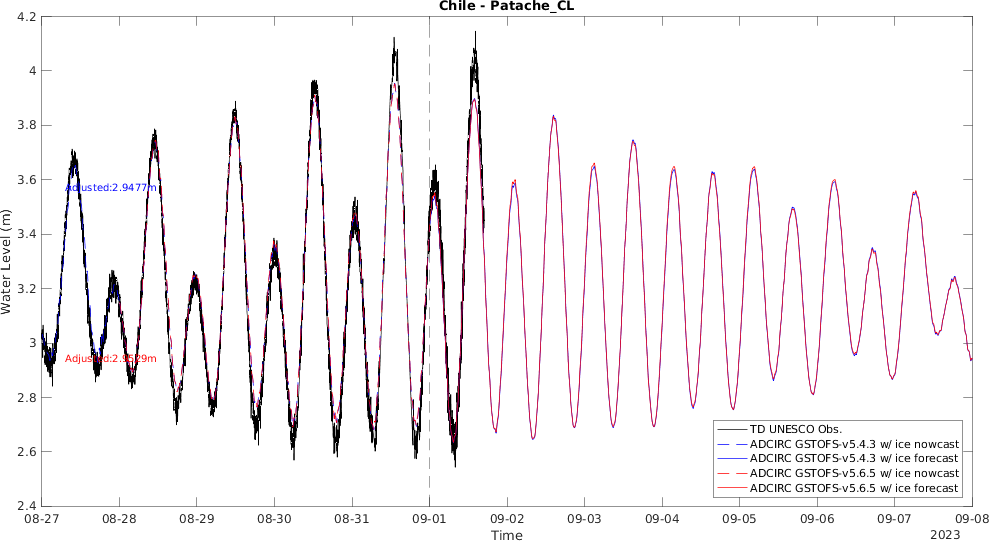 Chile - Patache_CL
4.2
4
3.8
3.6
3.4
3.2
3
2.8
2.6
2.4
Water Level (m)
Adjusted:2.9477m
Adjusted:2.9529m
TD UNESCO Obs.
ADCIRC GSTOFS-v5.4.3 w/ ice nowcast
ADCIRC GSTOFS-v5.4.3 w/ ice forecast
ADCIRC GSTOFS-v5.6.5 w/ ice nowcast
ADCIRC GSTOFS-v5.6.5 w/ ice forecast
08-27 08-28 08-29 08-30 08-31 09-01 09-02 09-03 09-04 09-05 09-06 09-07 09-08
Time
2023